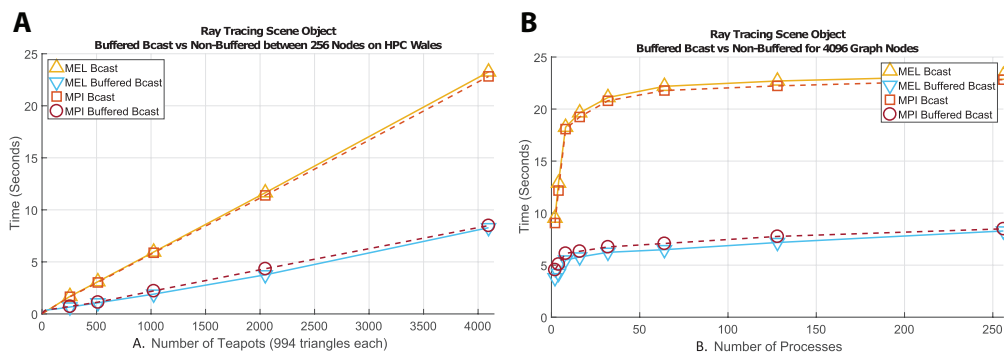 A
Ray Tracing Scene Object
Buffered Bcast vs Non-Buffered between 256 Nodes on HPC Wales
MEL Bcast
MEL Buffered Bcast
MPI Bcast
MPI Buffered Bcast
Time (Seconds)
25
20
15
10
5
0
0 500 1000 1500 2000 2500 3000 3500 4000
A. Number of Teapots (994 triangles each)
B
Ray Tracing Scene Object
Buffered Bcast vs Non-Buffered for 4096 Graph Nodes
MEL Bcast
MEL Buffered Bcast
MPI Bcast
MPI Buffered Bcast
Time (Seconds)
25
20
15
10
5
0
0 50 100 150 200 250
B. Number of Processes